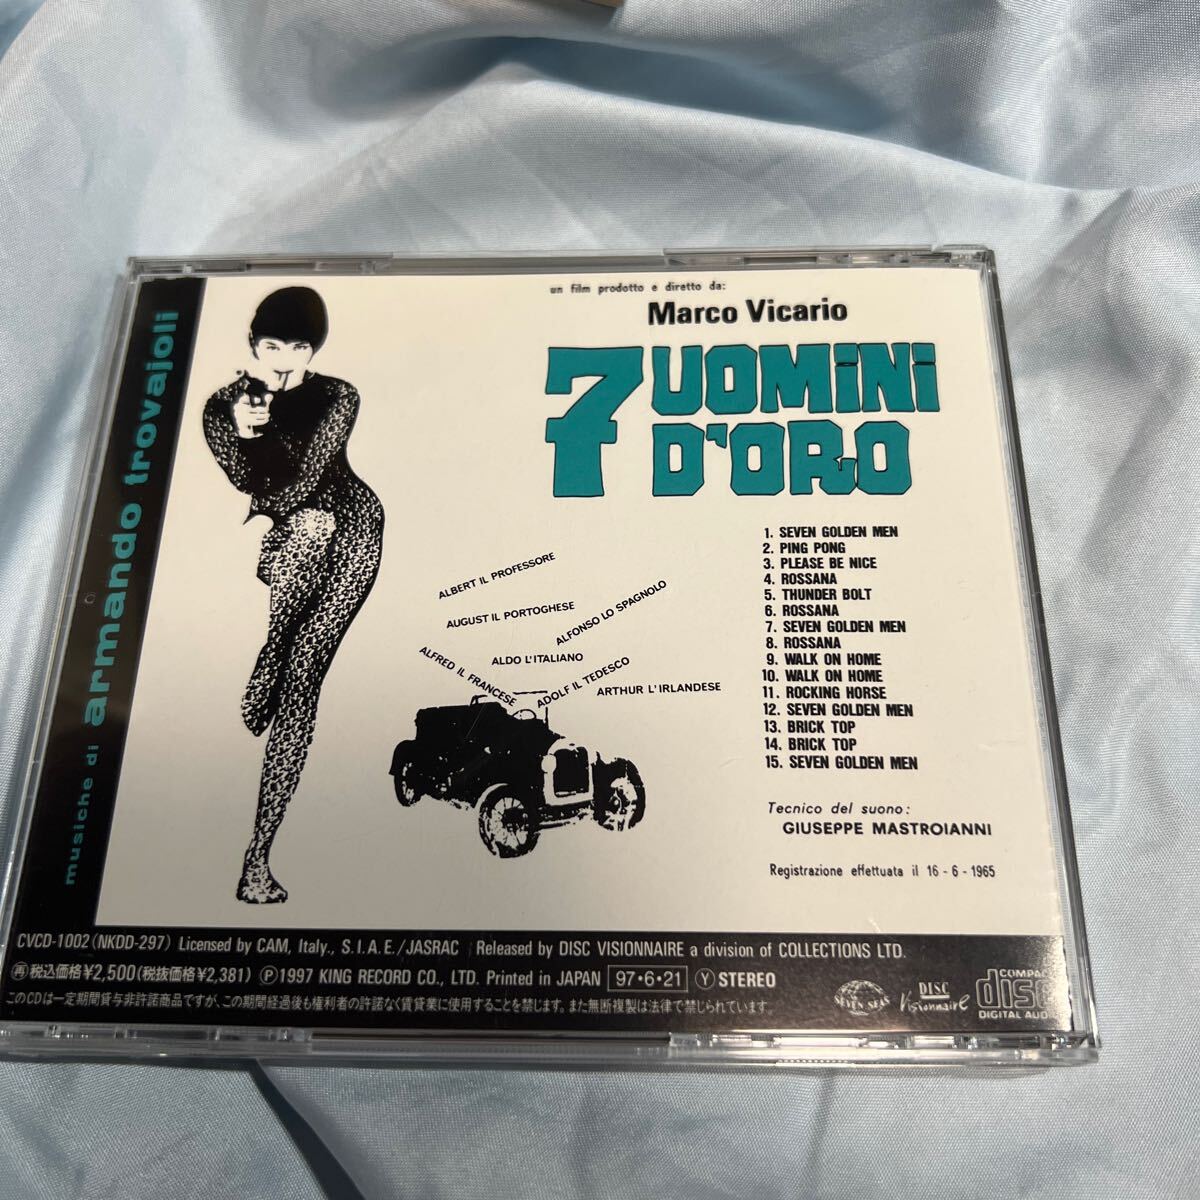 musiche di armando trovajoli
un film prodotto e diretto da:
Marco Vicario
7 UOMINI
D'ORO
ALBERT IL PROFESSORE
AUGUST IL PORTOGHESE
ALFONSO LO SPAGNOLO
ALDO L'ITALIANO
ALFRED IL FRANCESE
ADOLF IL TEDESCO
ARTHUR L'IRLANDESE
1. SEVEN GOLDEN MEN
2. PING PONG
3. PLEASE BE NICE
4. ROSSANA
5. THUNDER BOLT
6. ROSSANA
7. SEVEN GOLDEN MEN
8. ROSSANA
9. WALK ON HOME
10. WALK ON HOME
11. ROCKING HORSE
12. SEVEN GOLDEN MEN
13. BRICK TOP
14. BRICK TOP
15. SEVEN GOLDEN MEN
Tecnico del suono:
GIUSEPPE MASTROIANNI
Registrazione effettuata il 16-6-1965
CVCD-1002(NKDD-297) Licensed by CAM, Italy., S.I.A.E./JASRAC Released by DISC VISIONNAIRE a division of COLLECTIONS LTD.
㊢税込価格¥2,500(税抜価格¥2,381) Ⓟ1997 KING RECORD CO., LTD. Printed in JAPAN 97・6・21 Ⓨ STEREO
このCDは一定期間貸与非許諾商品ですが、この期間経過後も権利者の許諾なく賃貸業に使用することを禁じます。また無断複製は法律で禁じられています。
SEVEN SEAS
DISC Visionnaire
COMPACT disc DIGITAL AUDIO